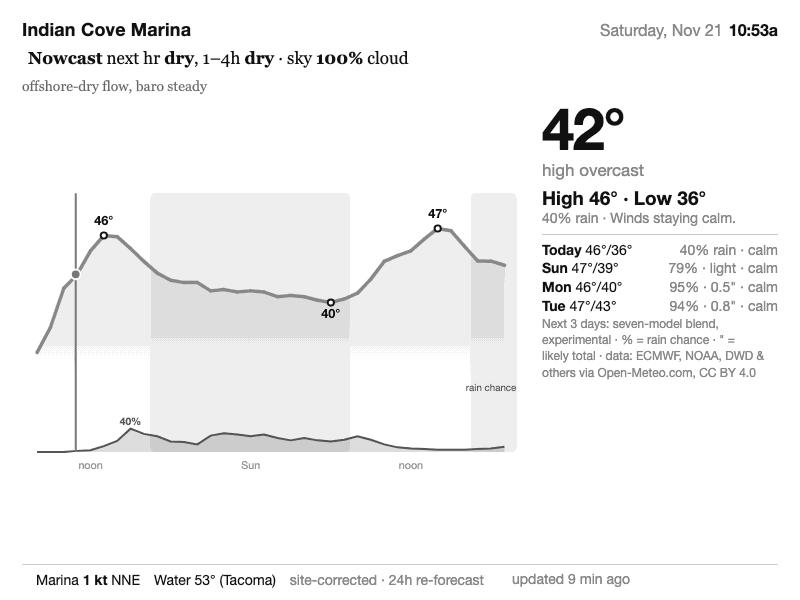 Indian Cove Marina
Saturday, Nov 21 10:53a
Nowcast next hr dry, 1–4h dry · sky 100% cloud
offshore-dry flow, baro steady
42°
high overcast
High 46° · Low 36°
40% rain · Winds staying calm.
Today 46°/36° 40% rain · calm
Sun 47°/39° 79% · light · calm
Mon 46°/40° 95% · 0.5" · calm
Tue 47°/43° 94% · 0.8" · calm
Next 3 days: seven-model blend,
experimental · % = rain chance · " =
likely total · data: ECMWF, NOAA, DWD &
others via Open-Meteo.com, CC BY 4.0
46°
47°
40°
rain chance
40%
noon Sun noon
Marina 1 kt NNE Water 53° (Tacoma) site-corrected · 24h re-forecast updated 9 min ago